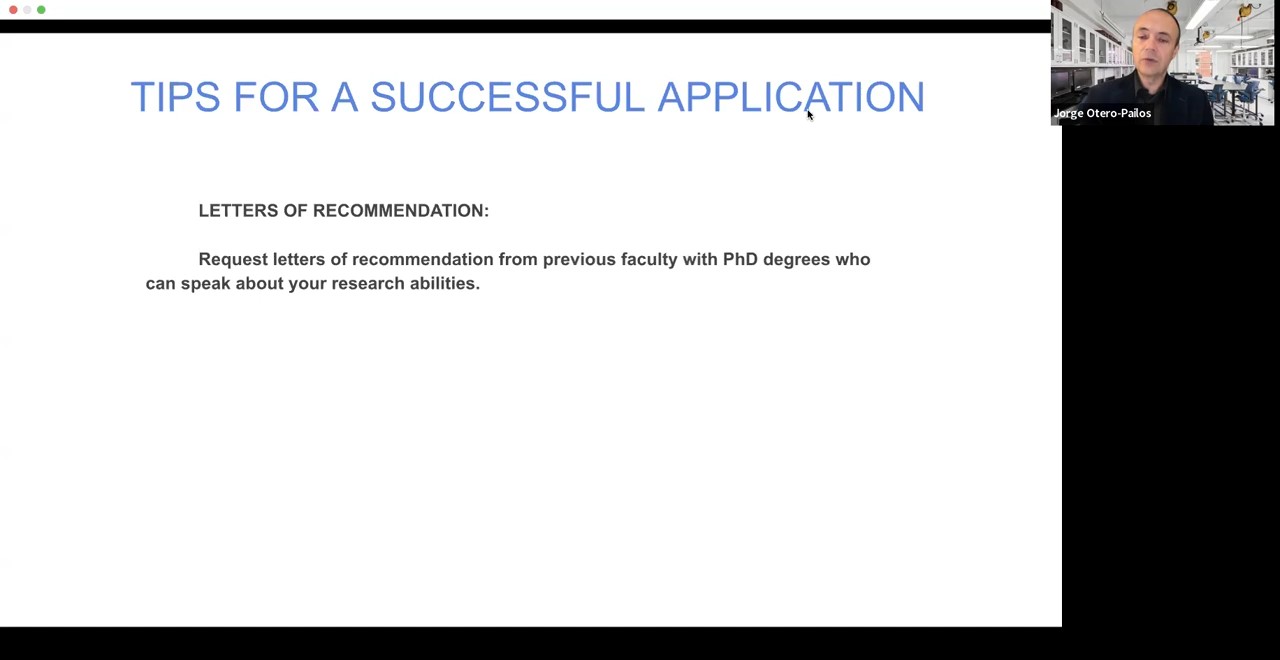 TIPS FOR A SUCCESSFUL APPLICATION
Jorge Otero-Pailos
LETTERS OF RECOMMENDATION:
Request letters of recommendation from previous faculty with PhD degrees who
can speak about your research abilities.